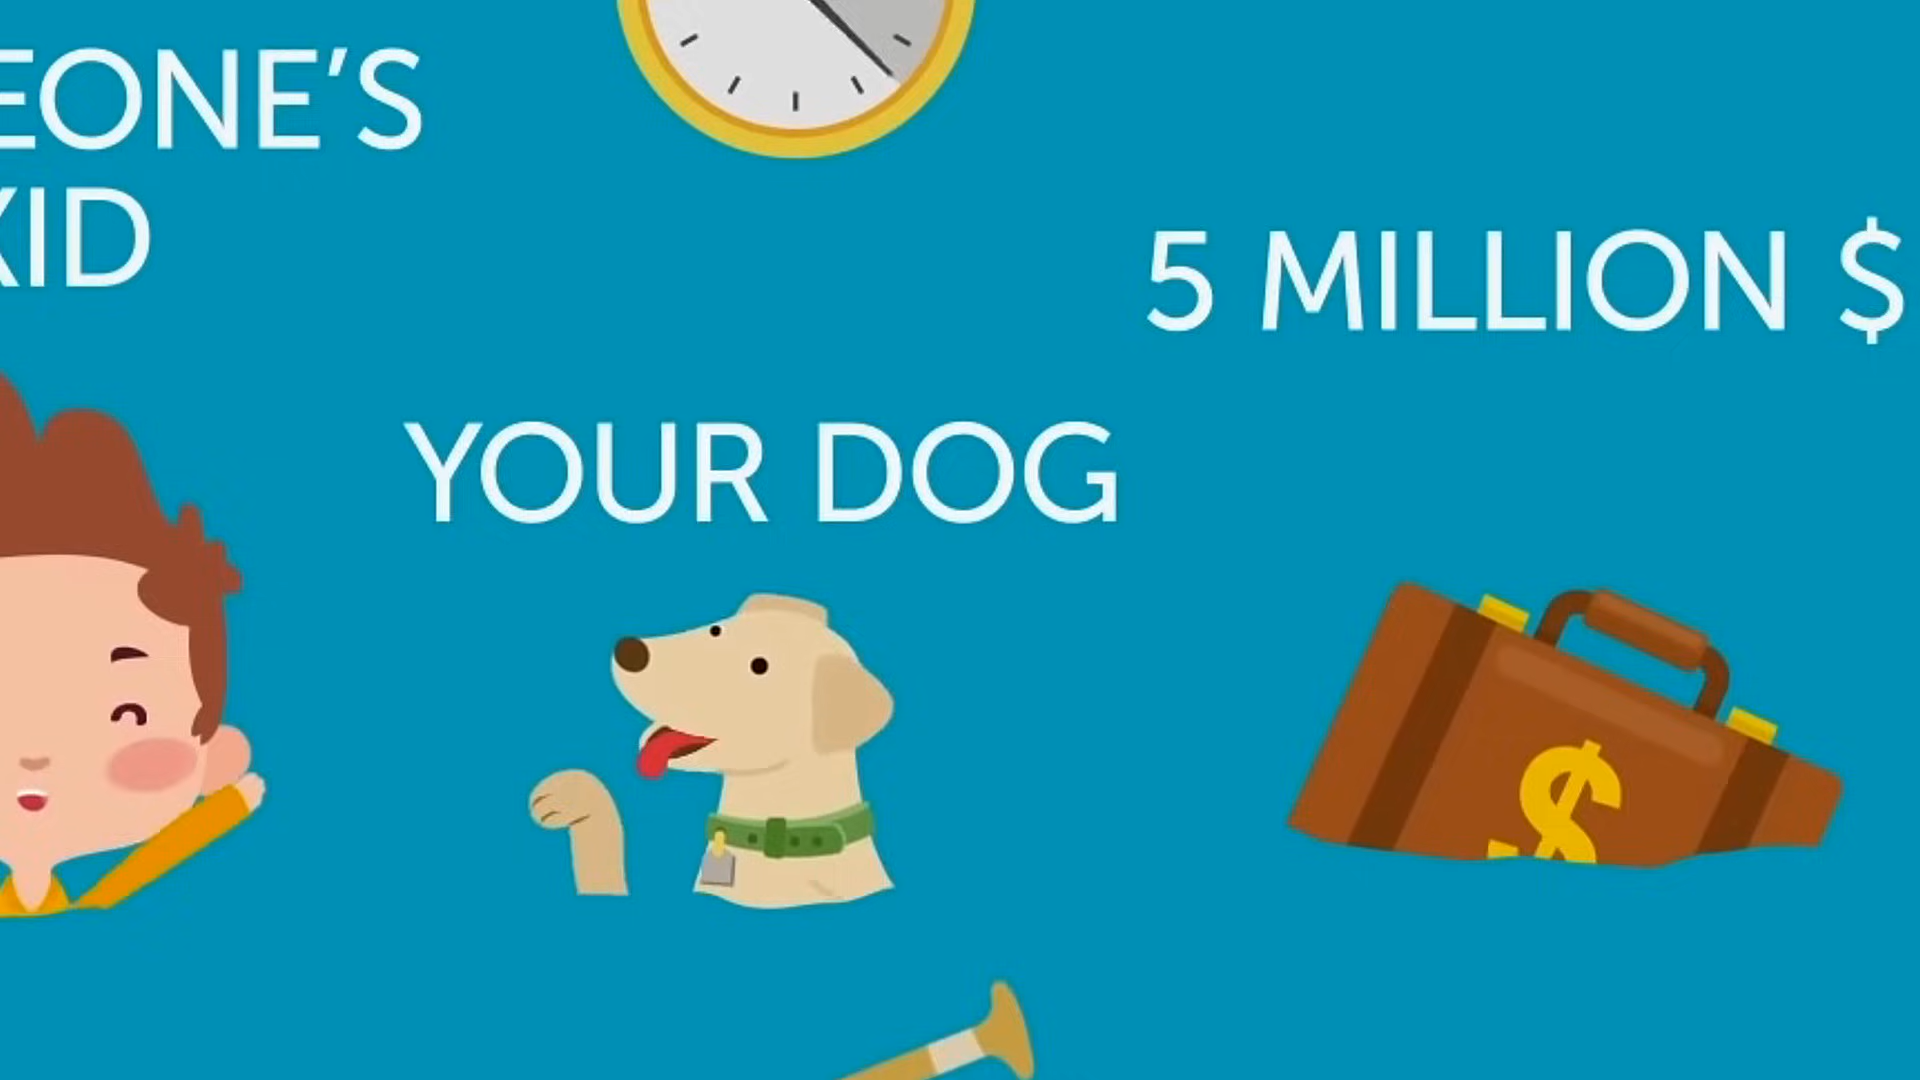 EONE'S
KID
5 MILLION $
YOUR DOG
$